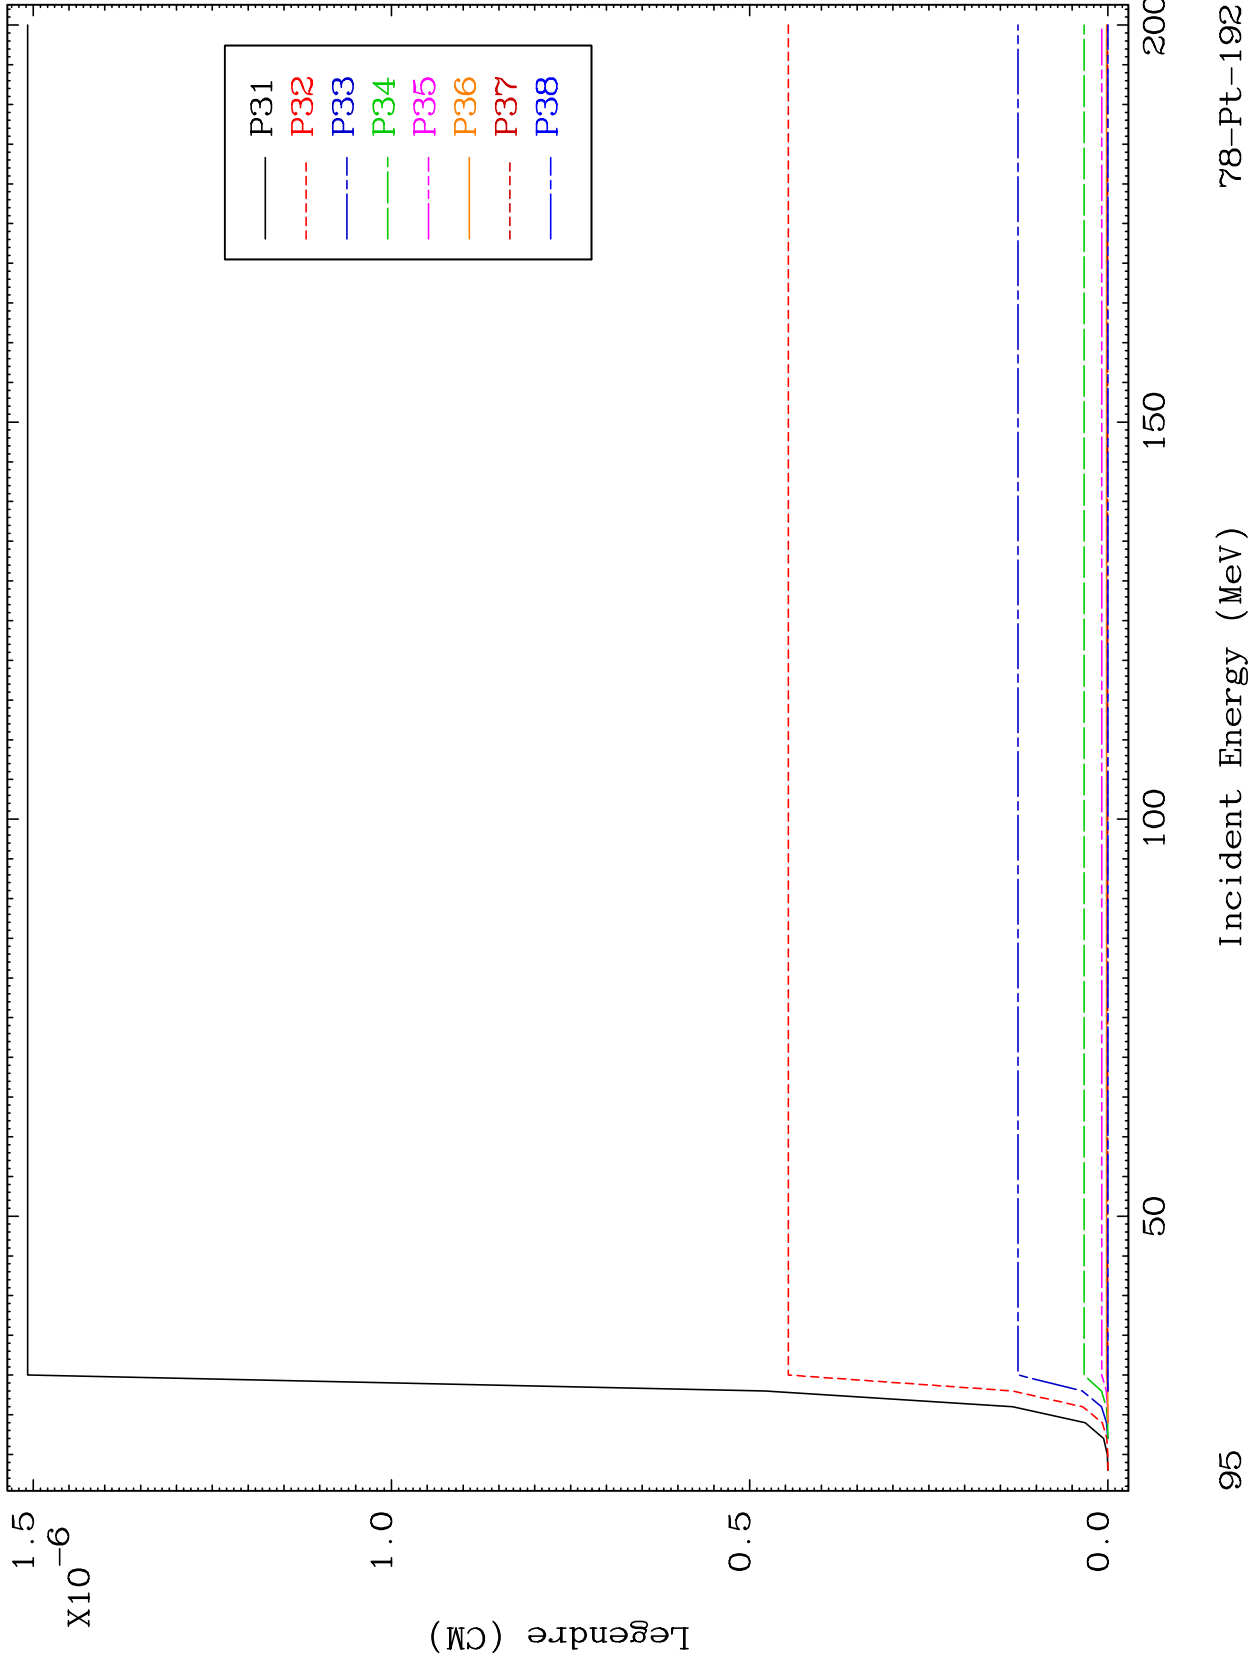 1.5
X10-6
1.0
0.5
0.0
Legendre (CM)
P31
P32
P33
P34
P35
P36
P37
P38
50
100
150
200
Incident Energy (MeV)
95
78-Pt-192